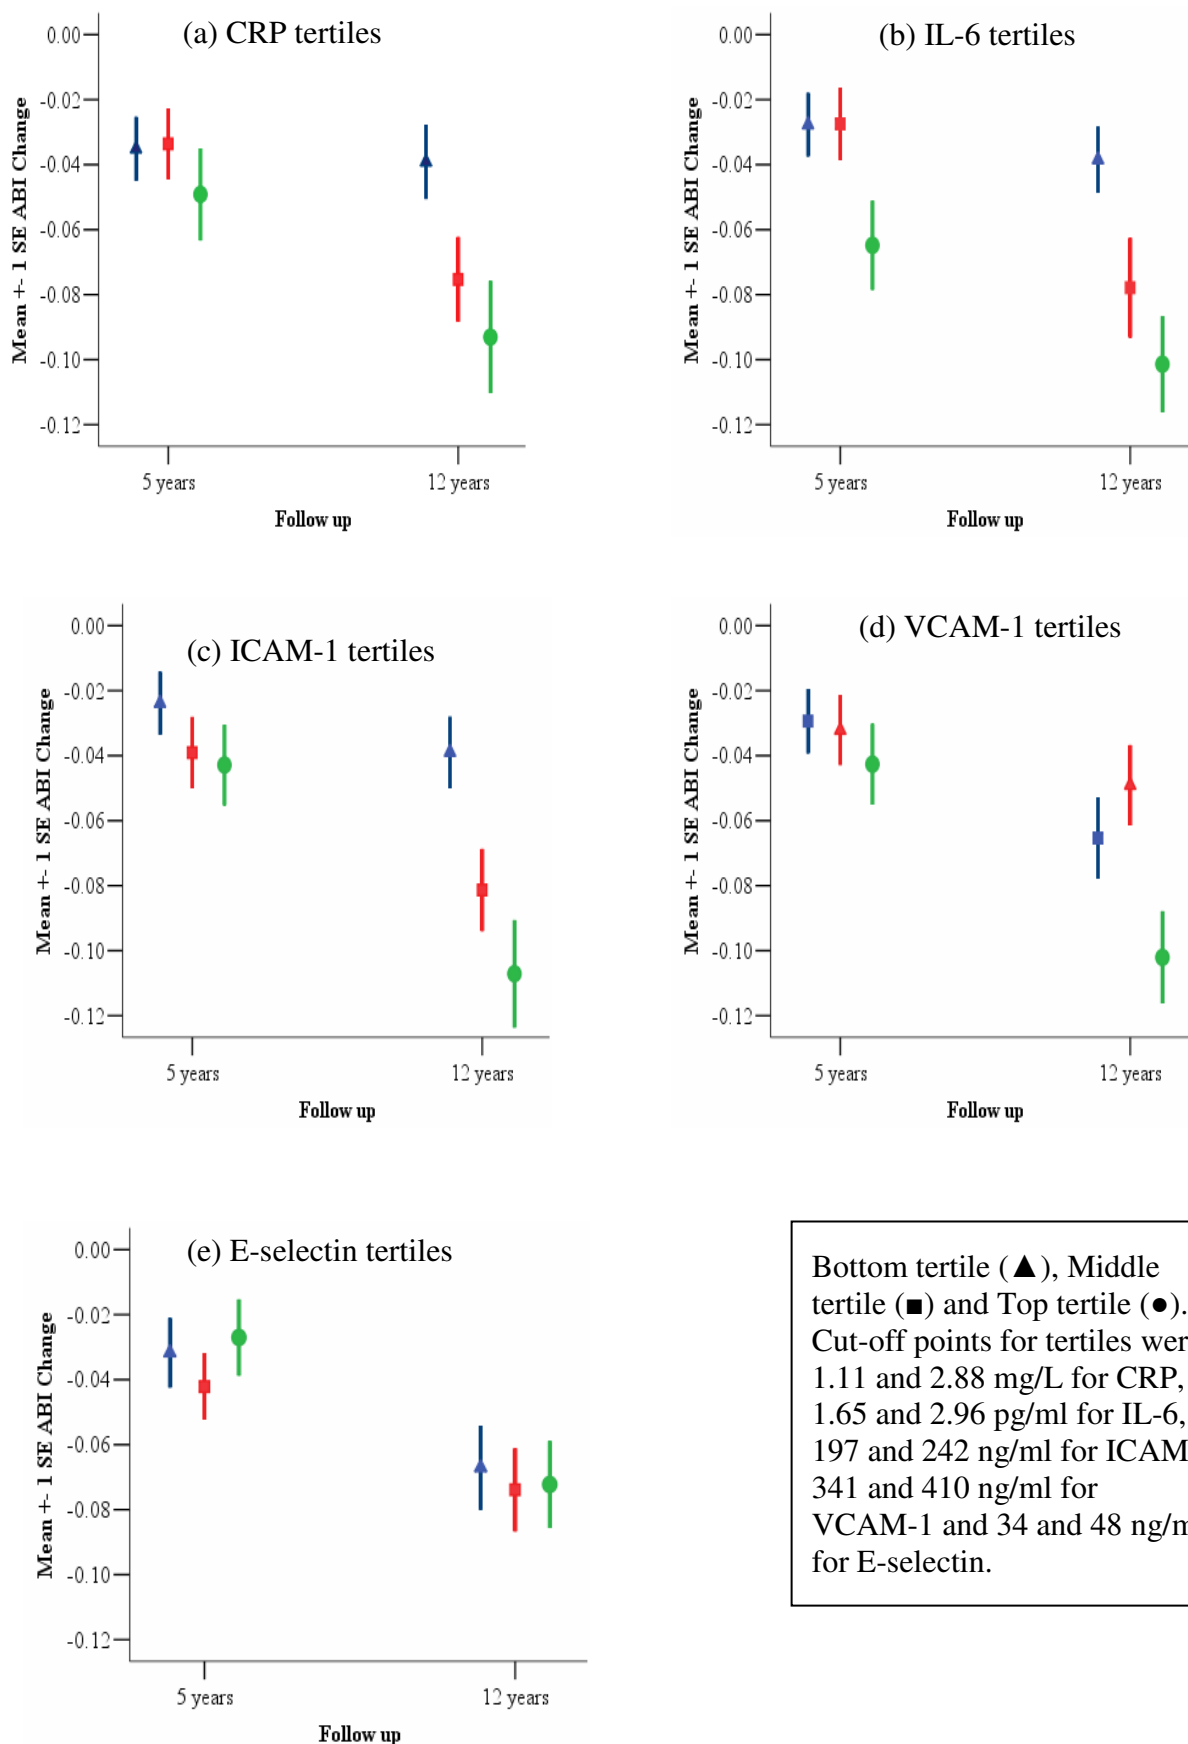 (a) CRP tertiles
0.00
-0.02
-0.04
-0.06
-0.08
-0.10
-0.12
Mean +- 1 SE ABI Change
5 years
12 years
Follow up
(b) IL-6 tertiles
0.00
-0.02
-0.04
-0.06
-0.08
-0.10
-0.12
Mean +- 1 SE ABI Change
5 years
12 years
Follow up
(c) ICAM-1 tertiles
0.00
-0.02
-0.04
-0.06
-0.08
-0.10
-0.12
Mean +- 1 SE ABI Change
5 years
12 years
Follow up
(d) VCAM-1 tertiles
0.00
-0.02
-0.04
-0.06
-0.08
-0.10
-0.12
Mean +- 1 SE ABI Change
5 years
12 years
Follow up
(e) E-selectin tertiles
0.00
-0.02
-0.04
-0.06
-0.08
-0.10
-0.12
Mean +- 1 SE ABI Change
5 years
12 years
Follow up
Bottom tertile (▲), Middle
tertile (■) and Top tertile (●).
Cut-off points for tertiles wer
1.11 and 2.88 mg/L for CRP,
1.65 and 2.96 pg/ml for IL-6,
197 and 242 ng/ml for ICAM
341 and 410 ng/ml for
VCAM-1 and 34 and 48 ng/m
for E-selectin.